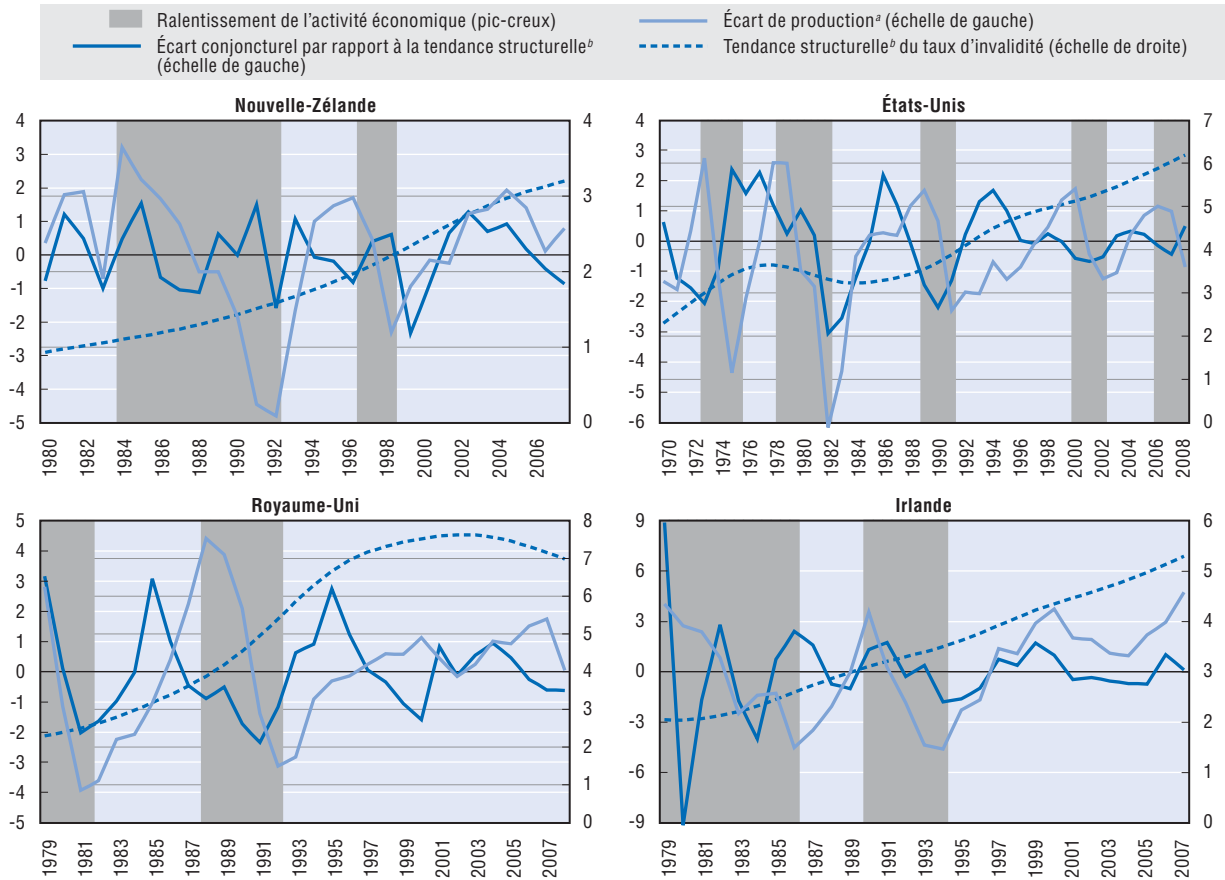 Ralentissement de l'activité économique (pic-creux)
Écart de productionᵃ (échelle de gauche)
Écart conjoncturel par rapport à la tendance structurelleᵇ
(échelle de gauche)
Tendance structurelleᵇ du taux d'invalidité (échelle de droite)
Nouvelle-Zélande
4 3 2 1 0 -1 -2 -3 -4 -5
4 3 2 1 0
1980 1982 1984 1986 1988 1990 1992 1994 1996 1998 2000 2002 2004 2006
États-Unis
4 3 2 1 0 -1 -2 -3 -4 -5 -6
7 6 5 4 3 2 1 0
1970 1972 1974 1976 1978 1980 1982 1984 1986 1988 1990 1992 1994 1996 1998 2000 2002 2004 2006 2008
Royaume-Uni
5 4 3 2 1 0 -1 -2 -3 -4 -5
8 7 6 5 4 3 2 1 0
1979 1981 1983 1985 1987 1989 1991 1993 1995 1997 1999 2001 2003 2005 2007
Irlande
9 6 3 0 -3 -6 -9
6 5 4 3 2 1 0
1979 1981 1983 1985 1987 1989 1991 1993 1995 1997 1999 2001 2003 2005 2007